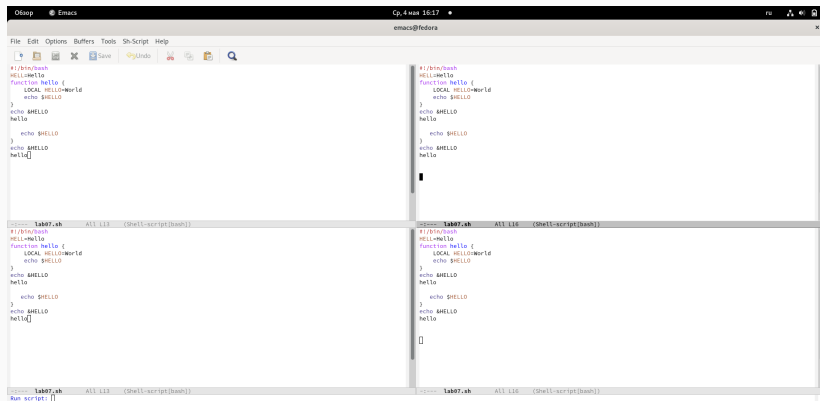 Обзор Emacs Ср, 4 мая 16:17 ru
emacs@fedora
File Edit Options Buffers Tools Sh-Script Help
Save Undo
#!/bin/bash
HELL=Hello
function hello {
LOCAL HELLO=World
echo $HELLO
}
echo &HELLO
hello
echo $HELLO
}
echo &HELLO
hello
-:--- lab07.sh All L13 (Shell-script[bash])
#!/bin/bash
HELL=Hello
function hello {
LOCAL HELLO=World
echo $HELLO
}
echo &HELLO
hello
echo $HELLO
}
echo &HELLO
hello
-:--- lab07.sh All L16 (Shell-script[bash])
#!/bin/bash
HELL=Hello
function hello {
LOCAL HELLO=World
echo $HELLO
}
echo &HELLO
hello
echo $HELLO
}
echo &HELLO
hello
-:--- lab07.sh All L13 (Shell-script[bash])
#!/bin/bash
HELL=Hello
function hello {
LOCAL HELLO=World
echo $HELLO
}
echo &HELLO
hello
echo $HELLO
}
echo &HELLO
hello
-:--- lab07.sh All L16 (Shell-script[bash])
Run script: